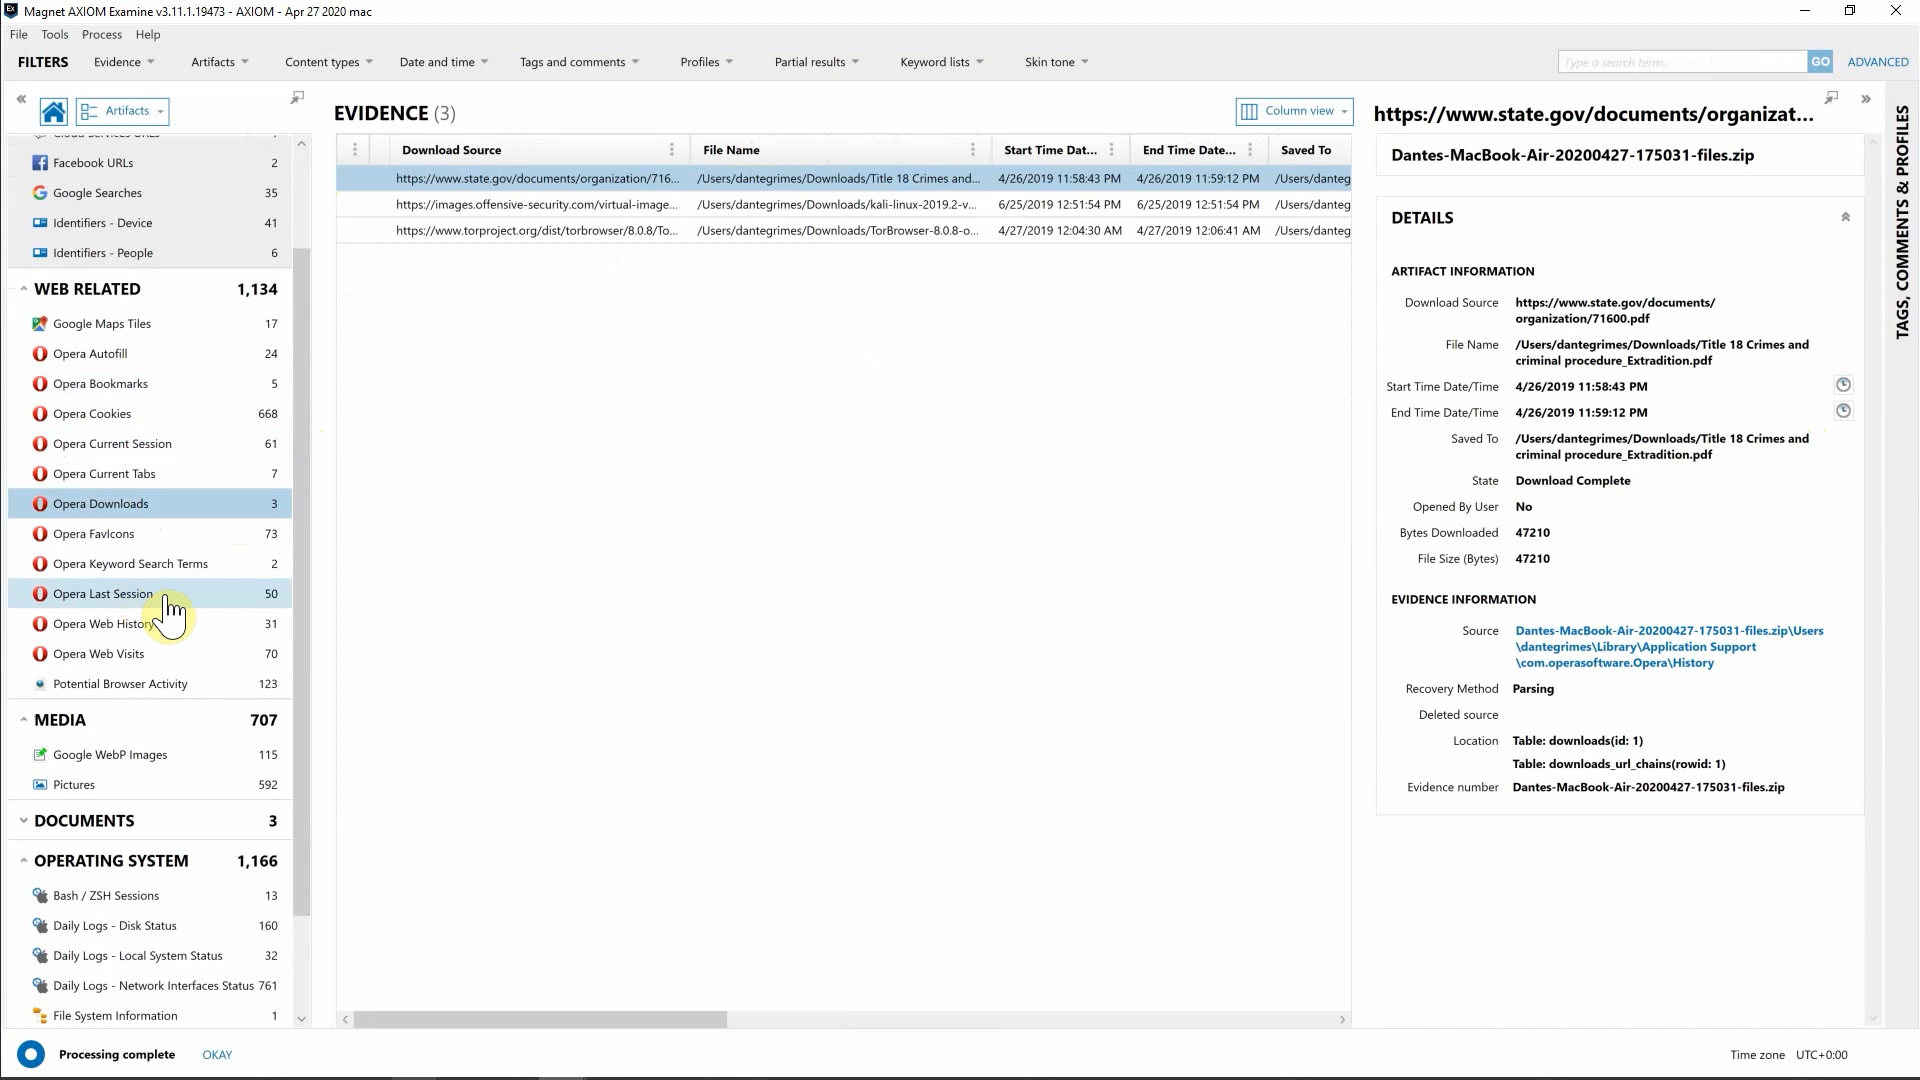 Magnet AXIOM Examine v3.11.1.19473 - AXIOM - Apr 27 2020 mac
File Tools Process Help
FILTERS Evidence Artifacts Content types Date and time Tags and comments Profiles Partial results Keyword lists Skin tone Type a search term... GO ADVANCED
Artifacts
EVIDENCE (3)
Column view
https://www.state.gov/documents/organizat...
TAGS, COMMENTS & PROFILES
Cloud Services URLs
Facebook URLs 2
Google Searches 35
Identifiers - Device 41
Identifiers - People 6
WEB RELATED 1,134
Google Maps Tiles 17
Opera Autofill 24
Opera Bookmarks 5
Opera Cookies 668
Opera Current Session 61
Opera Current Tabs 7
Opera Downloads 3
Opera FavIcons 73
Opera Keyword Search Terms 2
Opera Last Session 50
Opera Web History 31
Opera Web Visits 70
Potential Browser Activity 123
MEDIA 707
Google WebP Images 115
Pictures 592
DOCUMENTS 3
OPERATING SYSTEM 1,166
Bash / ZSH Sessions 13
Daily Logs - Disk Status 160
Daily Logs - Local System Status 32
Daily Logs - Network Interfaces Status 761
File System Information 1
Download Source File Name Start Time Dat... End Time Date... Saved To
https://www.state.gov/documents/organization/716... /Users/dantegrimes/Downloads/Title 18 Crimes and... 4/26/2019 11:58:43 PM 4/26/2019 11:59:12 PM /Users/danteg
https://images.offensive-security.com/virtual-image... /Users/dantegrimes/Downloads/kali-linux-2019.2-v... 6/25/2019 12:51:54 PM 6/25/2019 12:51:54 PM /Users/danteg
https://www.torproject.org/dist/torbrowser/8.0.8/To... /Users/dantegrimes/Downloads/TorBrowser-8.0.8-o... 4/27/2019 12:04:30 AM 4/27/2019 12:06:41 AM /Users/danteg
Dantes-MacBook-Air-20200427-175031-files.zip
DETAILS
ARTIFACT INFORMATION
Download Source https://www.state.gov/documents/
organization/71600.pdf
File Name /Users/dantegrimes/Downloads/Title 18 Crimes and
criminal procedure_Extradition.pdf
Start Time Date/Time 4/26/2019 11:58:43 PM
End Time Date/Time 4/26/2019 11:59:12 PM
Saved To /Users/dantegrimes/Downloads/Title 18 Crimes and
criminal procedure_Extradition.pdf
State Download Complete
Opened By User No
Bytes Downloaded 47210
File Size (Bytes) 47210
EVIDENCE INFORMATION
Source Dantes-MacBook-Air-20200427-175031-files.zip\Users
\dantegrimes\Library\Application Support
\com.operasoftware.Opera\History
Recovery Method Parsing
Deleted source
Location Table: downloads(id: 1)
Table: downloads_url_chains(rowid: 1)
Evidence number Dantes-MacBook-Air-20200427-175031-files.zip
Processing complete OKAY
Time zone UTC+0:00